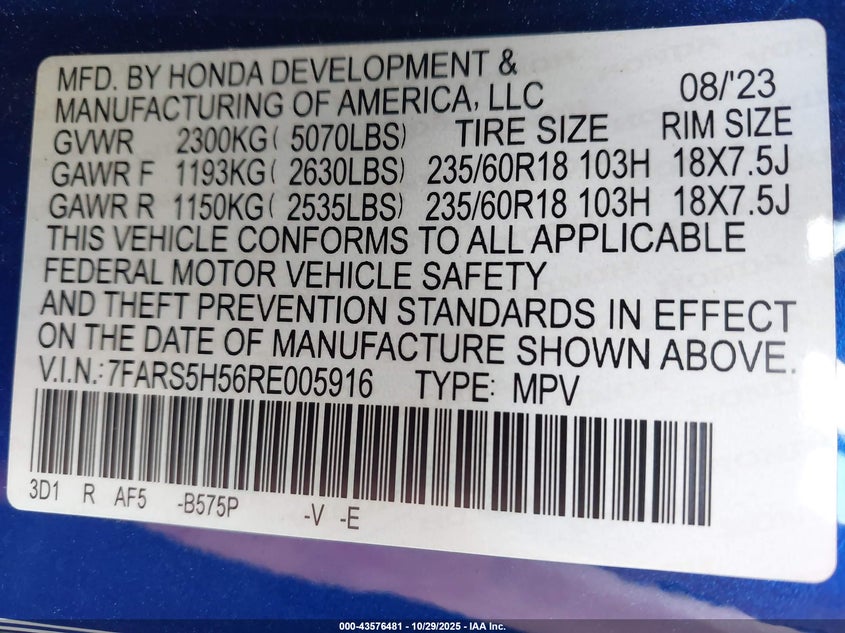 MFD. BY HONDA DEVELOPMENT &
MANUFACTURING OF AMERICA, LLC 08/'23
GVWR 2300KG( 5070LBS) TIRE SIZE RIM SIZE
GAWR F 1193KG( 2630LBS) 235/60R18 103H 18X7.5J
GAWR R 1150KG( 2535LBS) 235/60R18 103H 18X7.5J
THIS VEHICLE CONFORMS TO ALL APPLICABLE
FEDERAL MOTOR VEHICLE SAFETY
AND THEFT PREVENTION STANDARDS IN EFFECT
ON THE DATE OF MANUFACTURE SHOWN ABOVE.
V.I.N.:7FARS5H56RE005916 TYPE: MPV
3D1 R AF5 -B575P -V -E
000-43576481 - 10/29/2025 - IAA Inc.